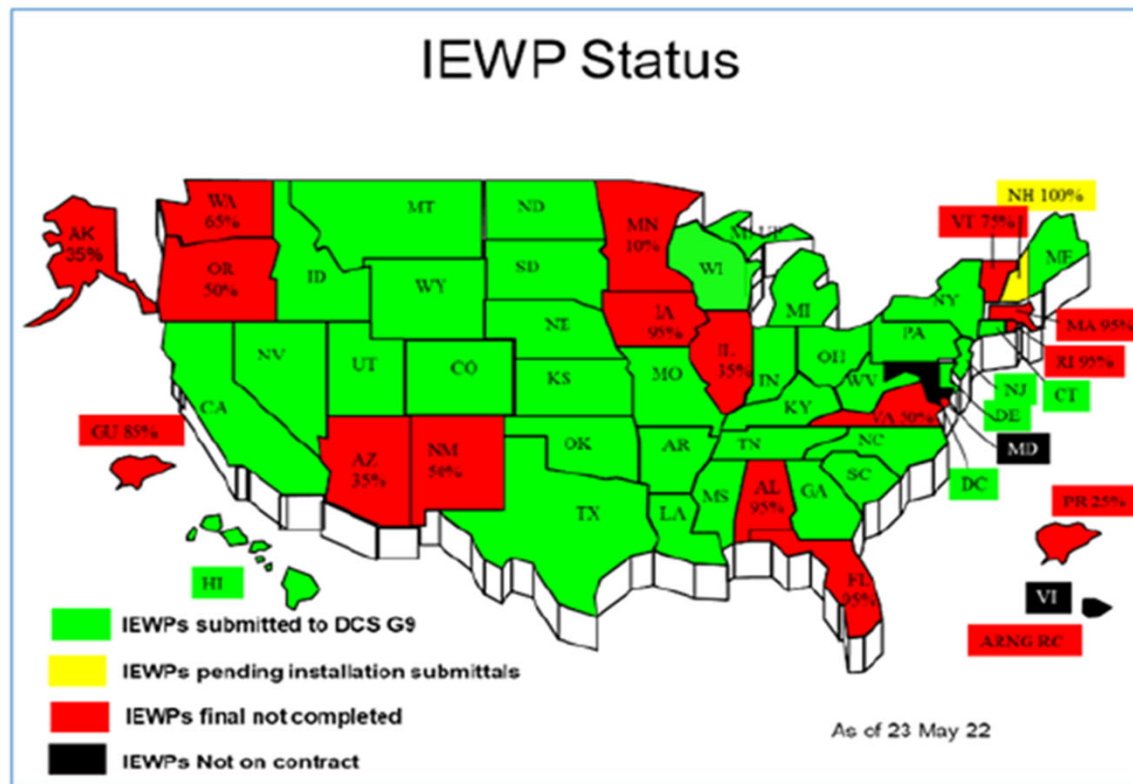 IEWP Status
NH 100%
VT 75%
WA
65%
MT
ND
MN
10%
AK
35%
OR
50%
ID
SD
WI
MI UP
ME
WY
NY
MI
IA
95%
MA 95%
NE
PA
RI 95%
NV
UT
CO
IL
35%
IN
OH
NJ
KS
MO
WV
CT
CA
KY
VA 50%
DE
GU 85%
AZ
35%
NM
50%
OK
AR
TN
NC
MD
SC
DC
MS
AL
95%
GA
PR 25%
TX
LA
HI
FL
95%
VI
ARNG RC
IEWPs submitted to DCS G9
IEWPs pending installation submittals
IEWPs final not completed
IEWPs Not on contract
As of 23 May 22